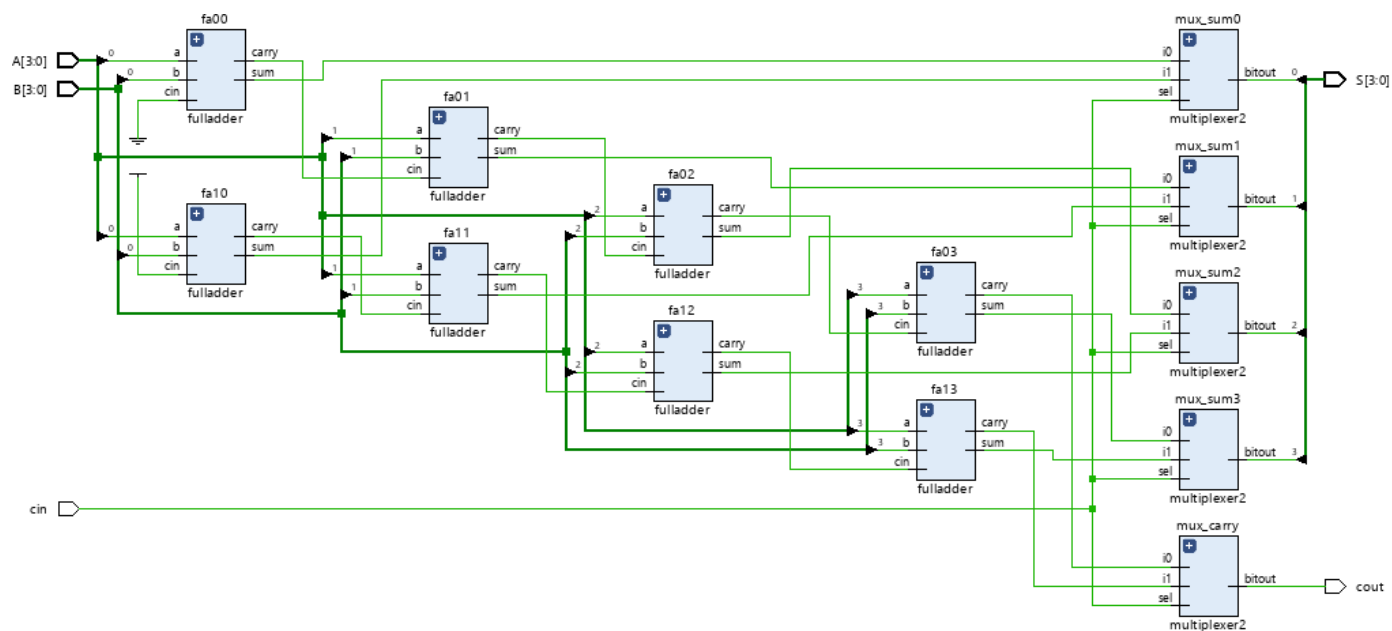 fa00
A[3:0]
B[3:0]
0
0
a
b
cin
carry
sum
fulladder
fa10
0
0
a
b
cin
carry
sum
fulladder
fa01
1
1
a
b
cin
carry
sum
fulladder
fa11
1
1
a
b
cin
carry
sum
fulladder
fa02
2
2
a
b
cin
carry
sum
fulladder
fa12
2
2
a
b
cin
carry
sum
fulladder
fa03
3
3
a
b
cin
carry
sum
fulladder
fa13
3
3
a
b
cin
carry
sum
fulladder
mux_sum0
i0
i1
sel
bitout
0
multiplexer2
S[3:0]
mux_sum1
i0
i1
sel
bitout
1
multiplexer2
mux_sum2
i0
i1
sel
bitout
2
multiplexer2
mux_sum3
i0
i1
sel
bitout
3
multiplexer2
cin
mux_carry
i0
i1
sel
bitout
multiplexer2
cout